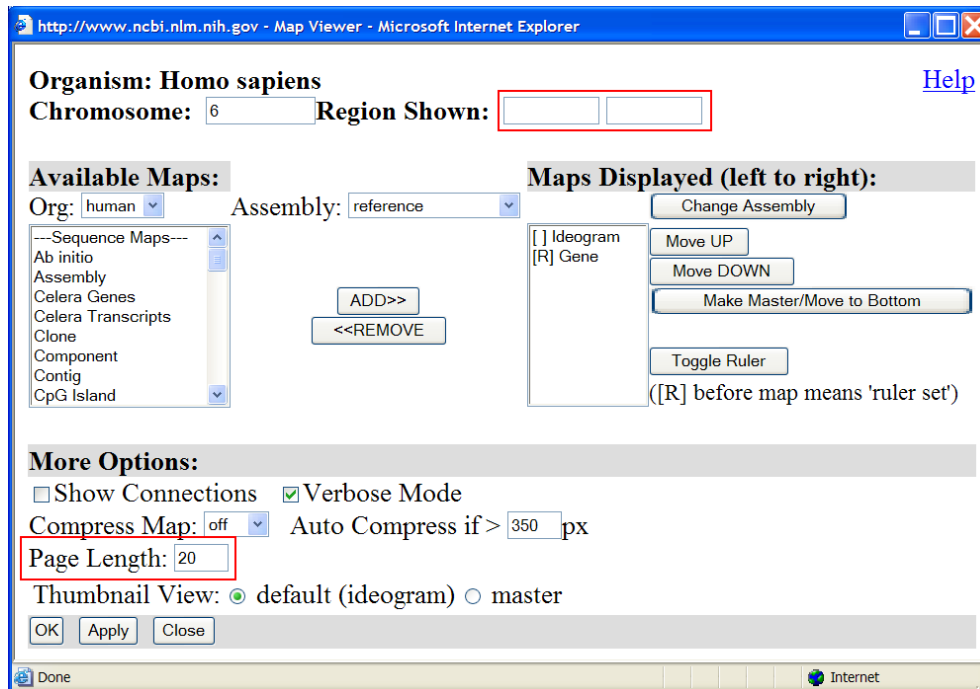 http://www.ncbi.nlm.nih.gov - Map Viewer - Microsoft Internet Explorer
Organism: Homo sapiens
Help
Chromosome: 6 Region Shown:
Available Maps:
Maps Displayed (left to right):
Org: human Assembly: reference
Change Assembly
---Sequence Maps---
Ab initio
Assembly
Celera Genes
Celera Transcripts
Clone
Component
Contig
CpG Island
ADD>>
<<REMOVE
[ ] Ideogram
[R] Gene
Move UP
Move DOWN
Make Master/Move to Bottom
Toggle Ruler
([R] before map means 'ruler set')
More Options:
Show Connections Verbose Mode
Compress Map: off Auto Compress if > 350 px
Page Length: 20
Thumbnail View: default (ideogram) master
OK Apply Close
Done Internet